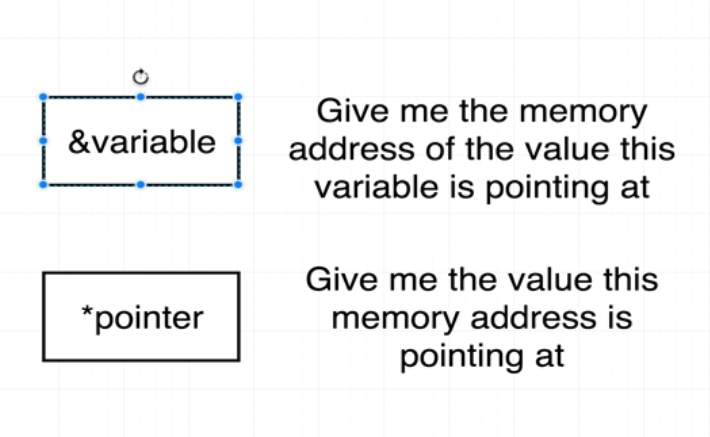 &variable
Give me the memory
address of the value this
variable is pointing at
*pointer
Give me the value this
memory address is
pointing at